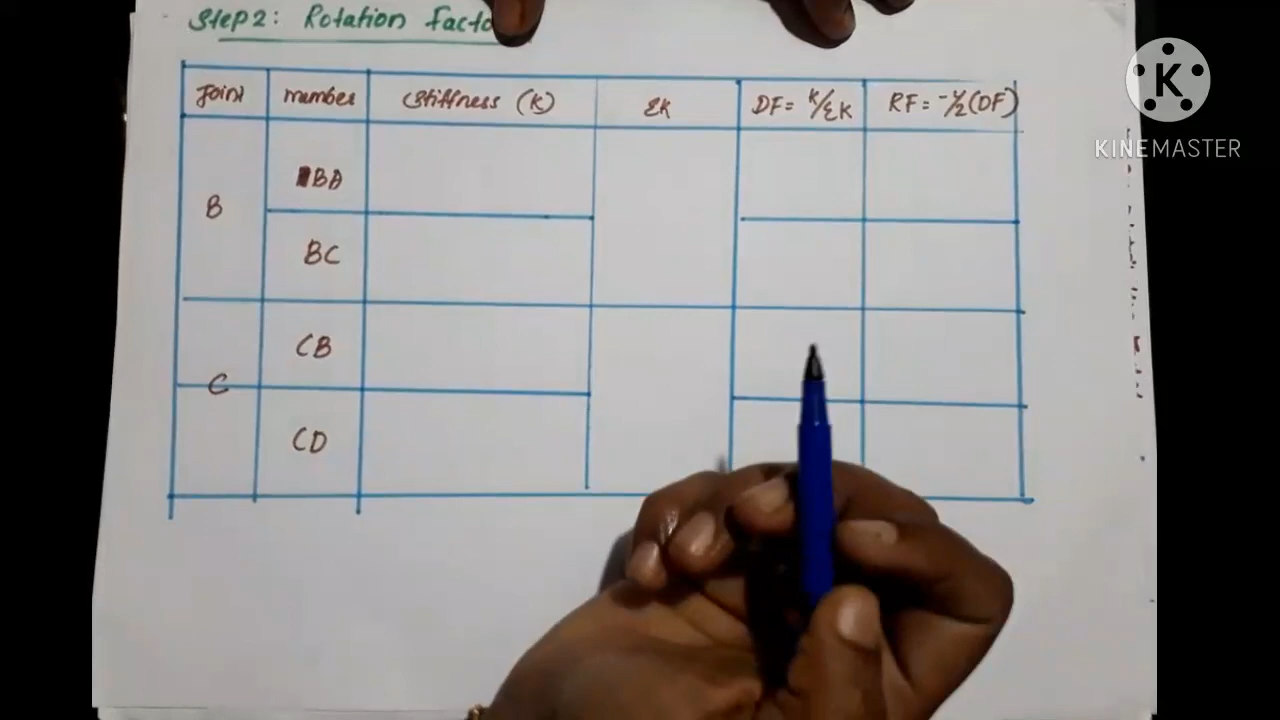 Step 2: Rotation facto
Joint member Stiffness (K) ΣK DF = K/ΣK RF = -1/2(DF)
B BA
BC
C CB
CD
K
KINEMASTER